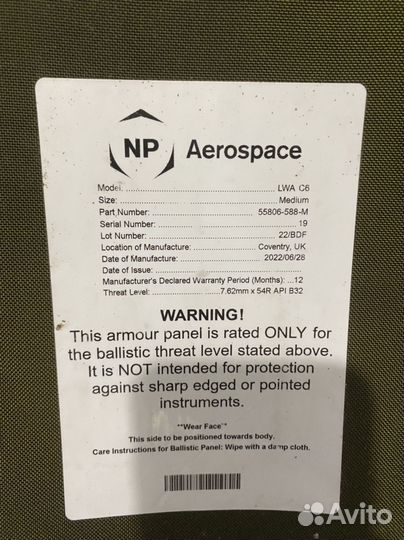 NP Aerospace
Model: LWA C6
Size: Medium
Part Number: 55806-588-M
Serial Number: 19
Lot Number: 22/BDF
Location of Manufacture: Coventry, UK
Date of Manufacture: 2022/06/28
Date of Issue:
Manufacturer's Declared Warranty Period (Months): ...12
Threat Level: 7.62mm x 54R API B32
WARNING!
This armour panel is rated ONLY for
the ballistic threat level stated above.
It is NOT intended for protection
against sharp edged or pointed
instruments.
**Wear Face**
This side to be positioned towards body.
Care Instructions for Ballistic Panel: Wipe with a damp cloth.
Avito